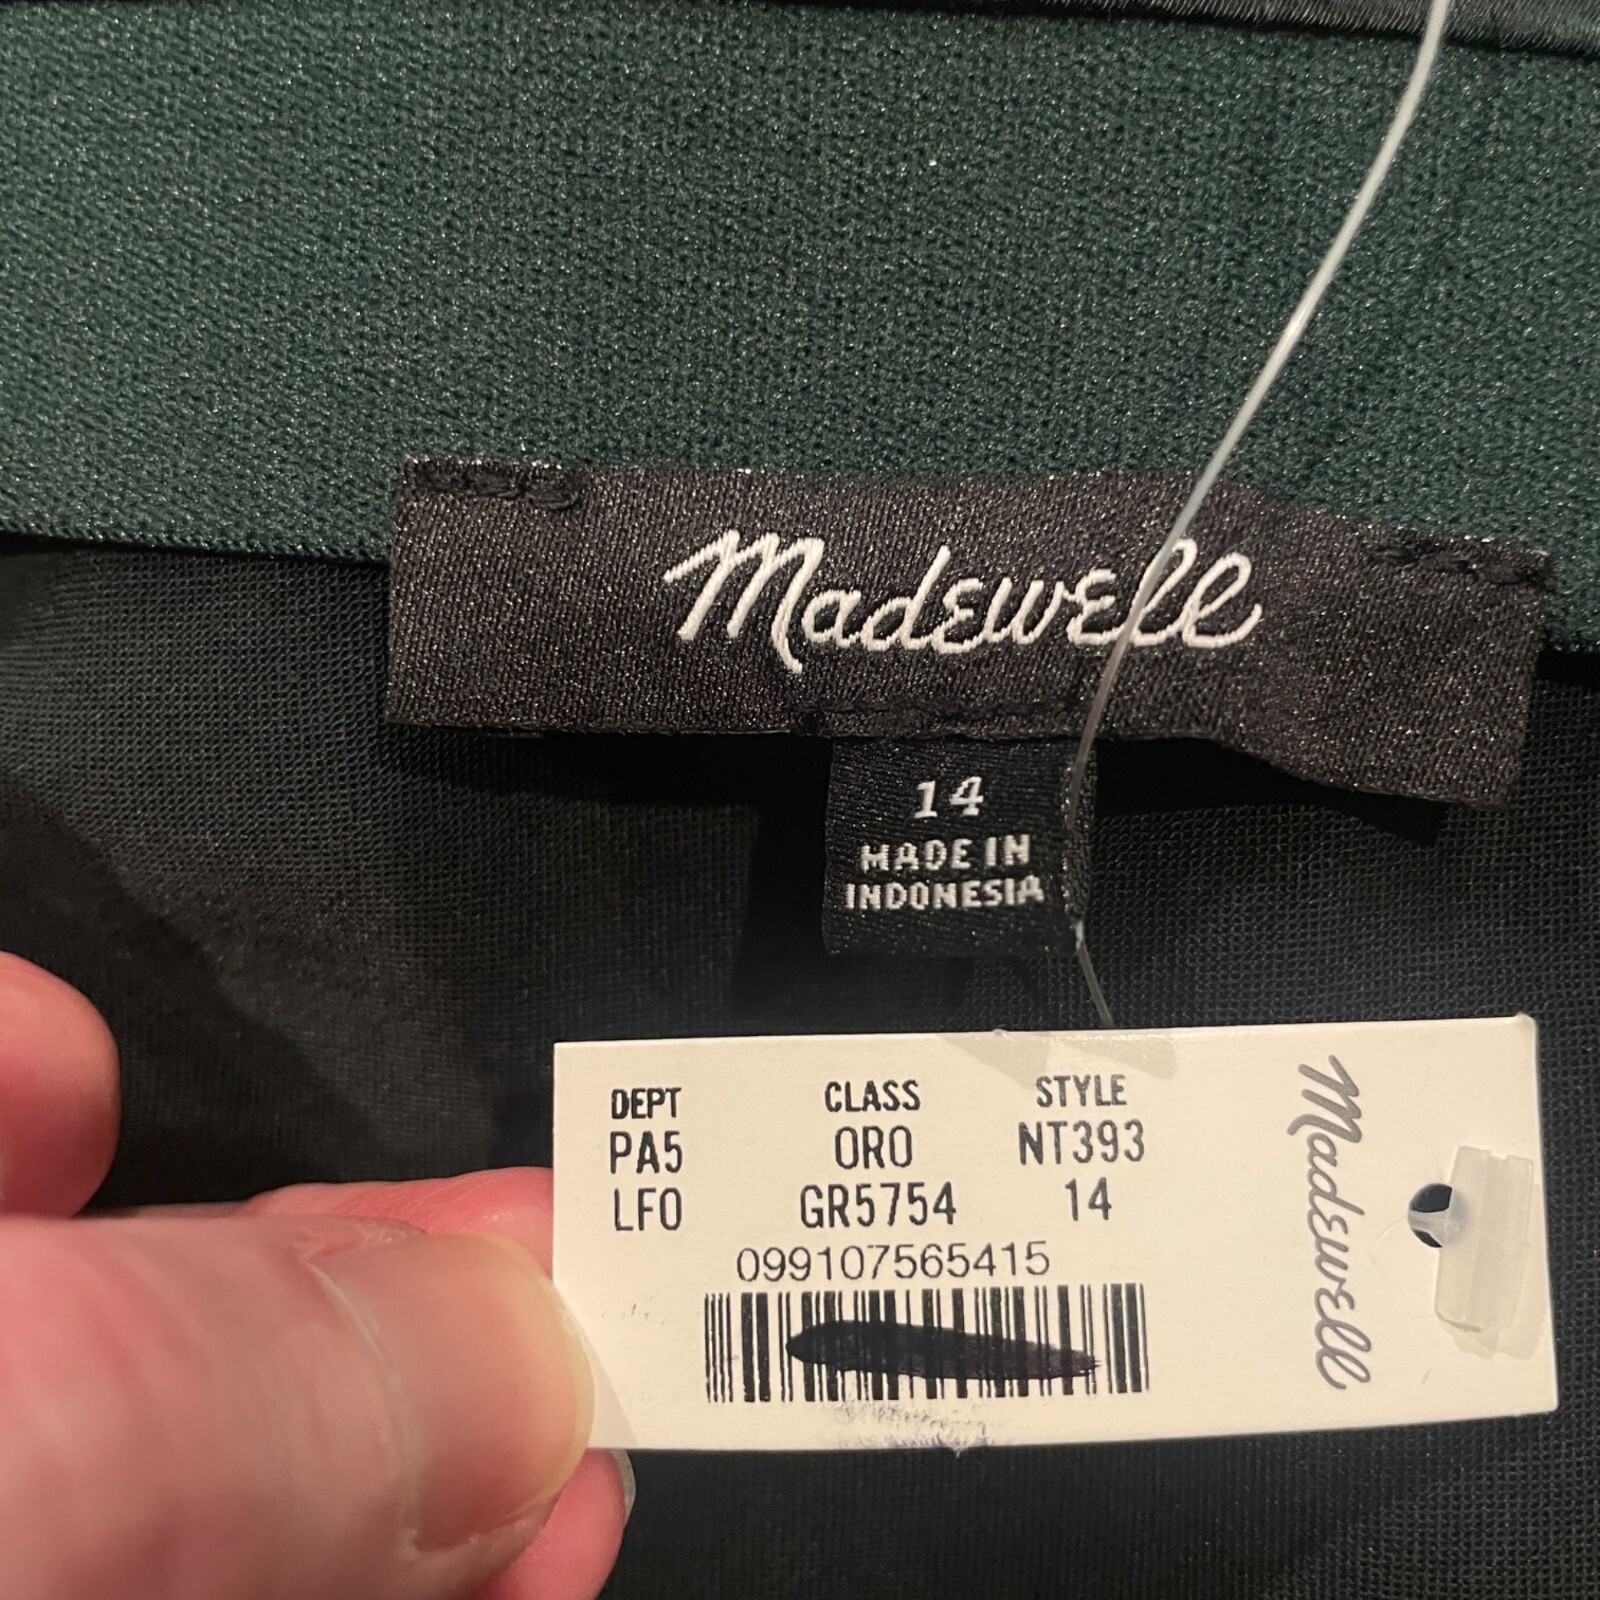 Madewell
14
MADE IN
INDONESIA
DEPT CLASS STYLE
PA5 ORO NT393
LFO GR5754 14
099107565415
Madewell